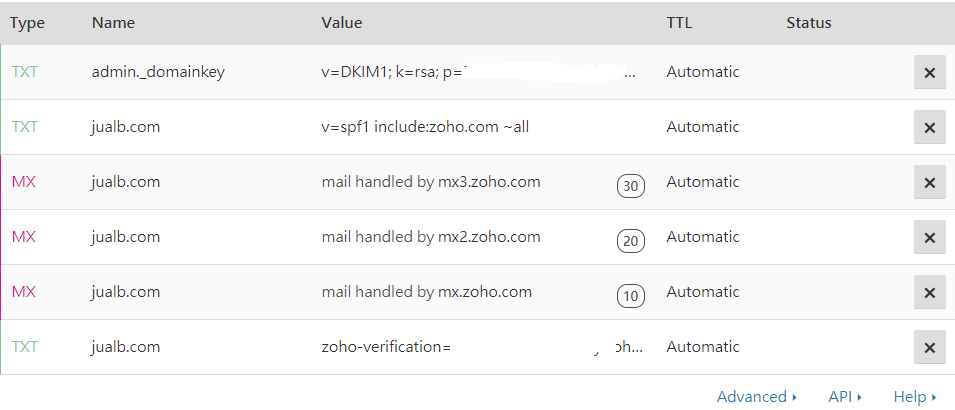 Type Name Value TTL Status
TXT admin._domainkey v=DKIM1; k=rsa; p= ... Automatic ×
TXT jualb.com v=spf1 include:zoho.com ~all Automatic ×
MX jualb.com mail handled by mx3.zoho.com 30 Automatic ×
MX jualb.com mail handled by mx2.zoho.com 20 Automatic ×
MX jualb.com mail handled by mx.zoho.com 10 Automatic ×
TXT jualb.com zoho-verification= ... Automatic ×
Advanced API Help